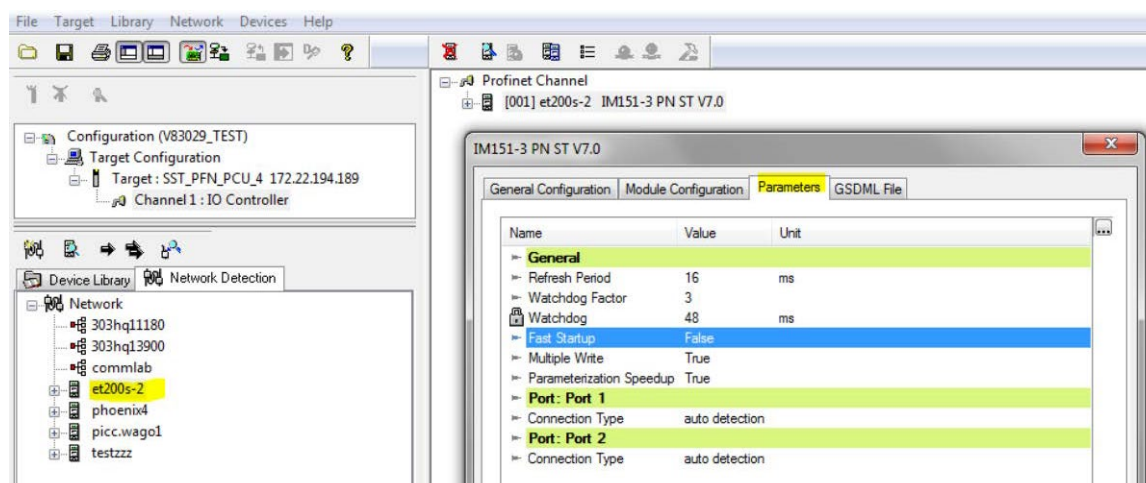 File Target Library Network Devices Help
Profinet Channel
[001] et200s-2 IM151-3 PN ST V7.0
Configuration (V83029_TEST)
Target Configuration
Target : SST_PFN_PCU_4 172.22.194.189
Channel 1 : IO Controller
Device Library Network Detection
Network
303hq11180
303hq13900
commlab
et200s-2
phoenix4
picc.wago1
testzzz
IM151-3 PN ST V7.0
General Configuration Module Configuration Parameters GSDML File
Name Value Unit
General
Refresh Period 16 ms
Watchdog Factor 3
Watchdog 48 ms
Fast Startup False
Multiple Write True
Parameterization Speedup True
Port: Port 1
Connection Type auto detection
Port: Port 2
Connection Type auto detection